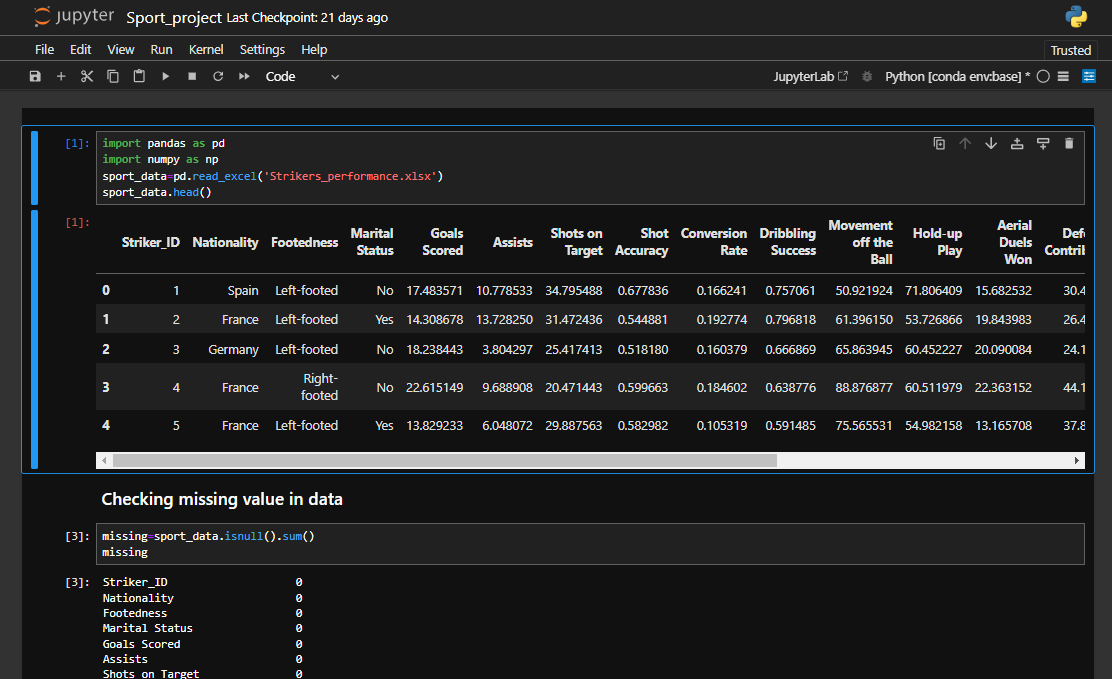 jupyter Sport_project Last Checkpoint: 21 days ago
File Edit View Run Kernel Settings Help Trusted
Code JupyterLab Python [conda env:base] *
[1]: import pandas as pd
import numpy as np
sport_data=pd.read_excel('Strikers_performance.xlsx')
sport_data.head()
[1]:
Striker_ID Nationality Footedness Marital Status Goals Scored Assists Shots on Target Shot Accuracy Conversion Rate Dribbling Success Movement off the Ball Hold-up Play Aerial Duels Won Defe Contrib
0 1 Spain Left-footed No 17.483571 10.778533 34.795488 0.677836 0.166241 0.757061 50.921924 71.806409 15.682532 30.4
1 2 France Left-footed Yes 14.308678 13.728250 31.472436 0.544881 0.192774 0.796818 61.396150 53.726866 19.843983 26.4
2 3 Germany Left-footed No 18.238443 3.804297 25.417413 0.518180 0.160379 0.666869 65.863945 60.452227 20.090084 24.1
3 4 France Right-footed No 22.615149 9.688908 20.471443 0.599663 0.184602 0.638776 88.876877 60.511979 22.363152 44.1
4 5 France Left-footed Yes 13.829233 6.048072 29.887563 0.582982 0.105319 0.591485 75.565531 54.982158 13.165708 37.8
Checking missing value in data
[3]: missing=sport_data.isnull().sum()
missing
[3]: Striker_ID 0
Nationality 0
Footedness 0
Marital Status 0
Goals Scored 0
Assists 0
Shots on Target 0